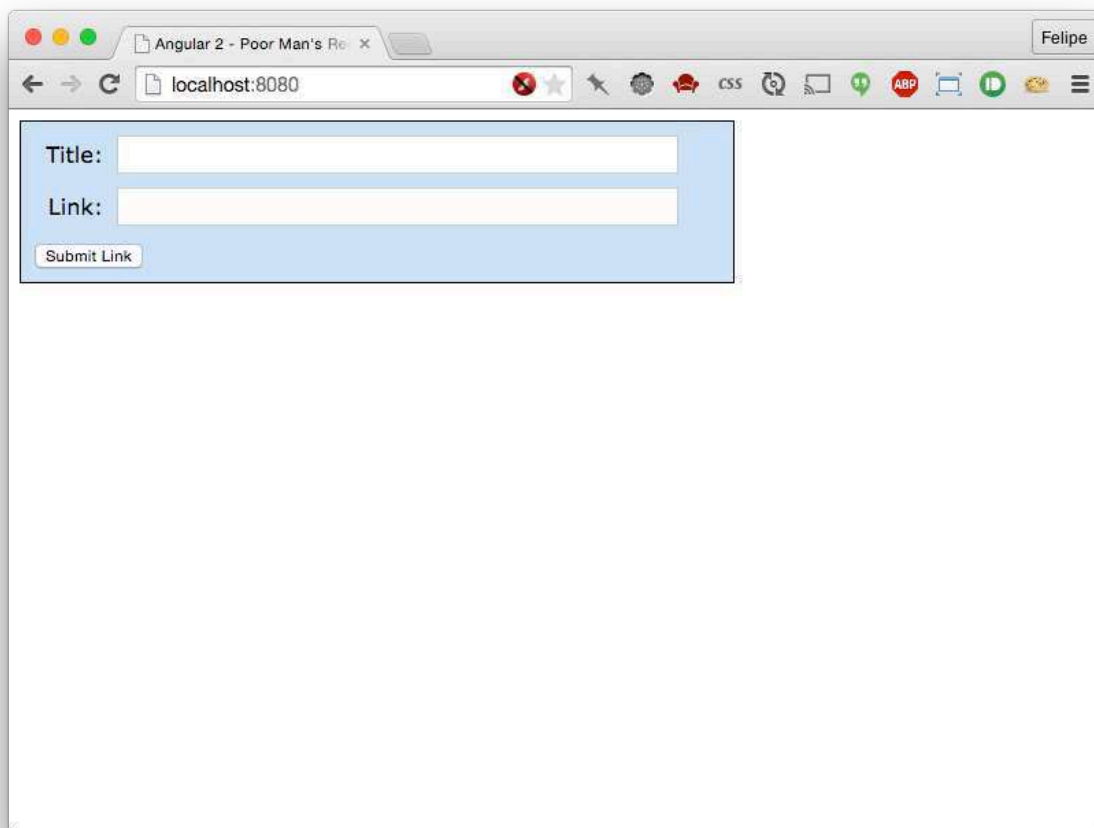 Angular 2 - Poor Man's Re
Felipe
localhost:8080
css
ABP
Title:
Link:
Submit Link